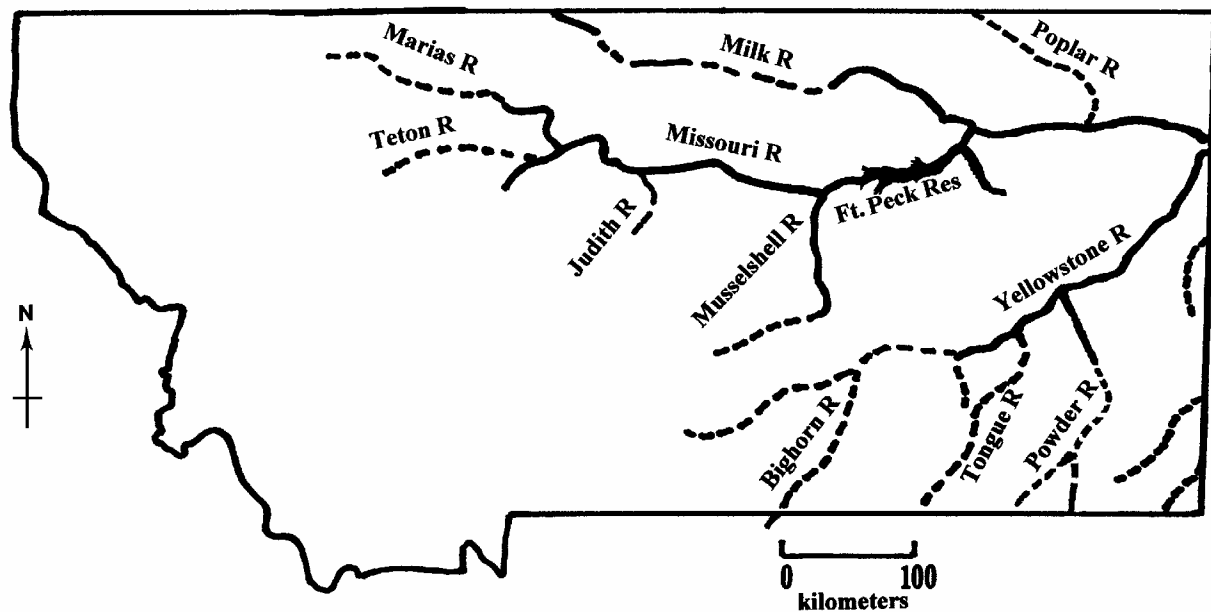 Marias R
Milk R
Poplar R
Teton R
Missouri R
Ft. Peck Res
Judith R
Musselshell R
Yellowstone R
N
Bighorn R
Tongue R
Powder R
0 100
kilometers